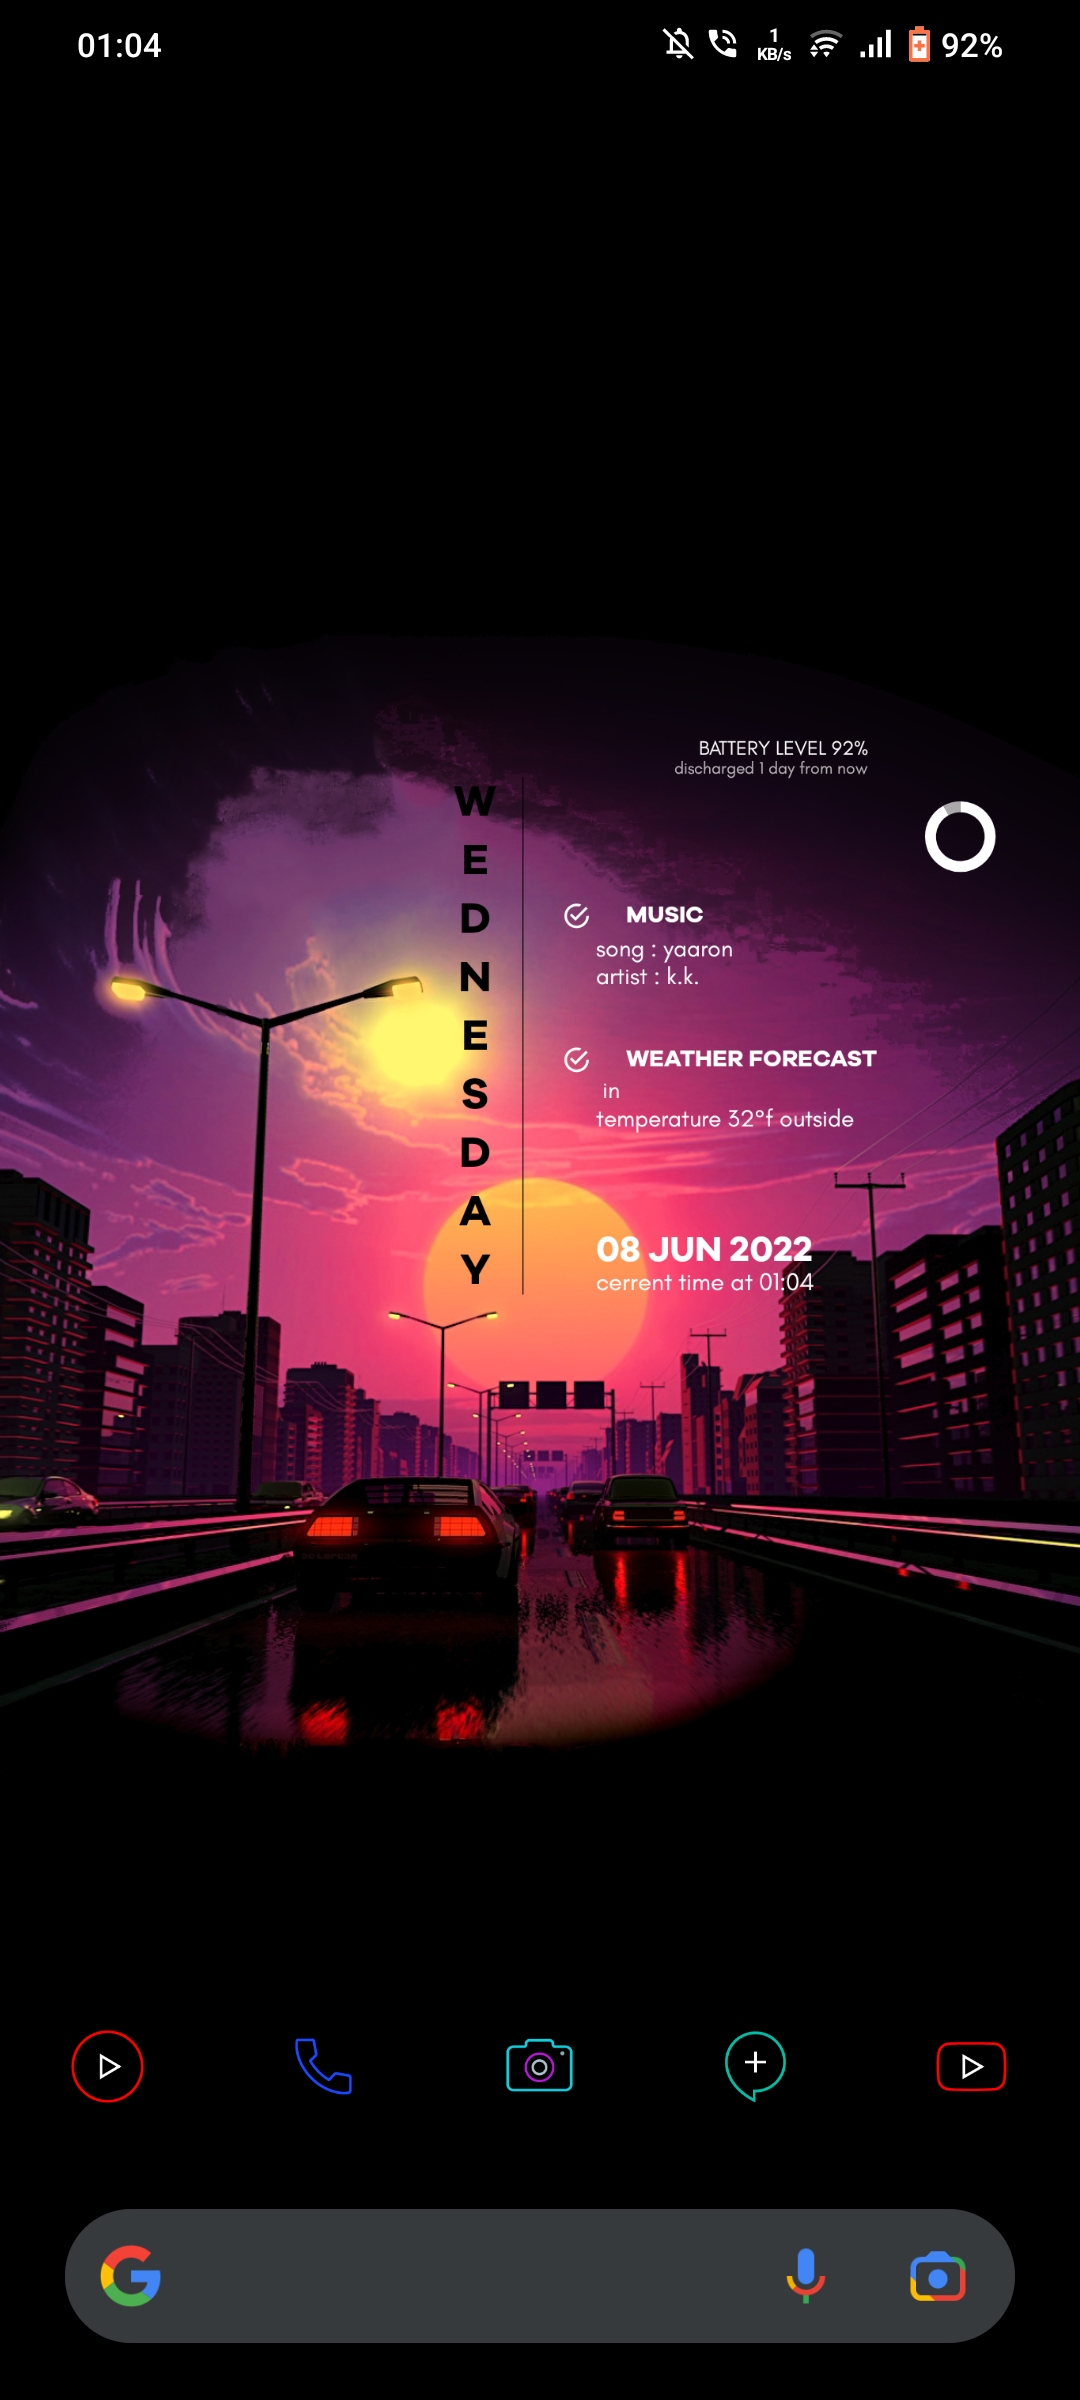 01:04
1
KB/s
92%
BATTERY LEVEL 92%
discharged 1 day from now
WEDNESDAY
MUSIC
song : yaaron
artist : k.k.
WEATHER FORECAST
in
temperature 32°f outside
08 JUN 2022
cerrent time at 01:04